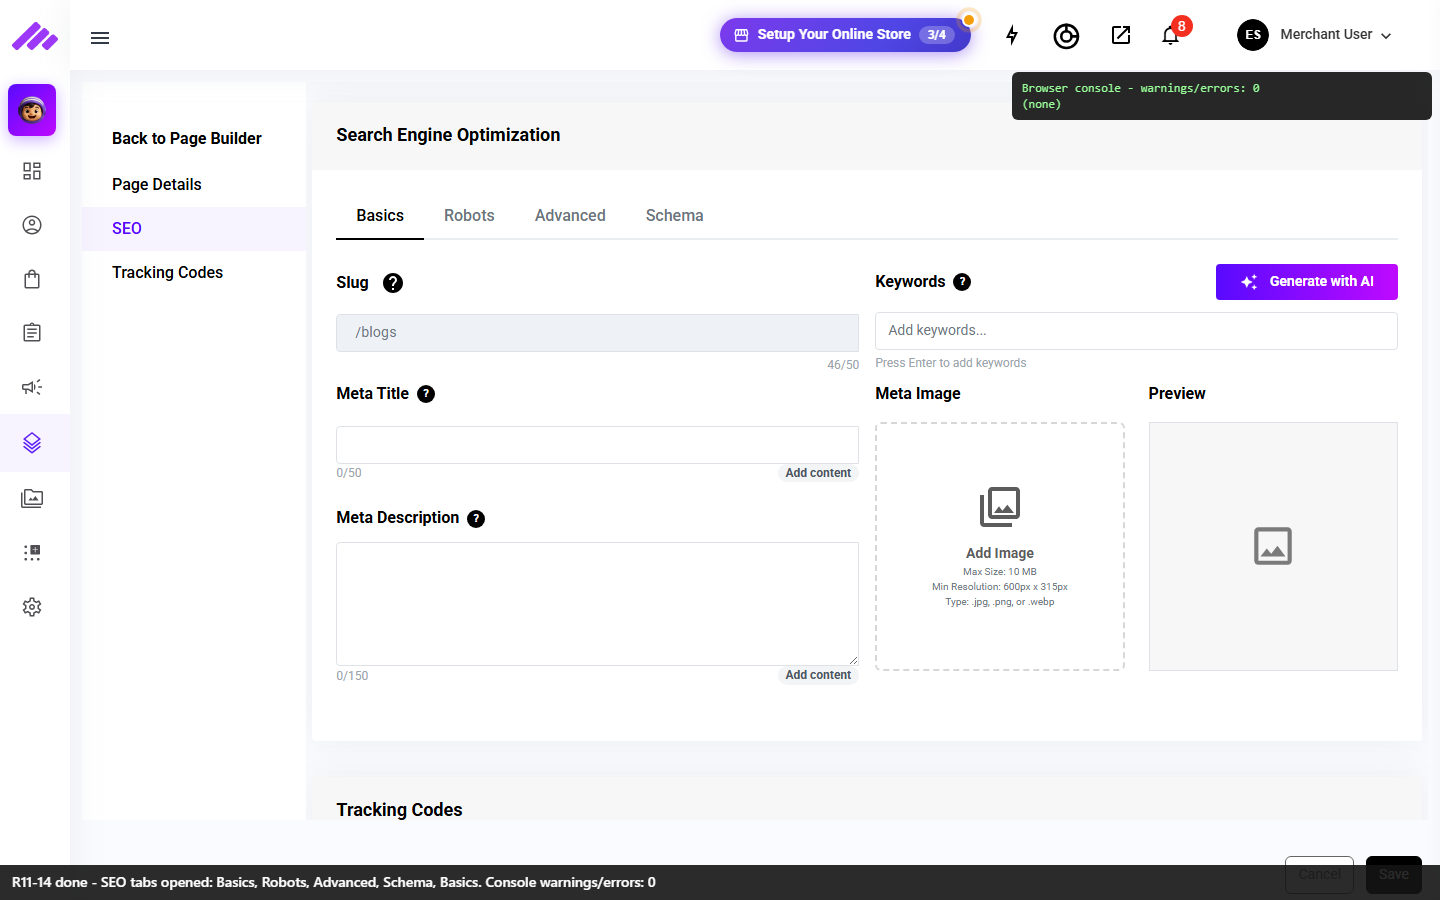 Setup Your Online Store 3/4
8
ES Merchant User
Browser console - warnings/errors: 0
(none)
Back to Page Builder
Page Details
SEO
Tracking Codes
Search Engine Optimization
Basics Robots Advanced Schema
Slug ?
/blogs
46/50
Keywords ?
Generate with AI
Add keywords...
Press Enter to add keywords
Meta Title ?
0/50 Add content
Meta Description ?
0/150 Add content
Meta Image
Add Image
Max Size: 10 MB
Min Resolution: 600px x 315px
Type: .jpg, .png, or .webp
Preview
Tracking Codes
Cancel Save
R11-14 done - SEO tabs opened: Basics, Robots, Advanced, Schema, Basics. Console warnings/errors: 0